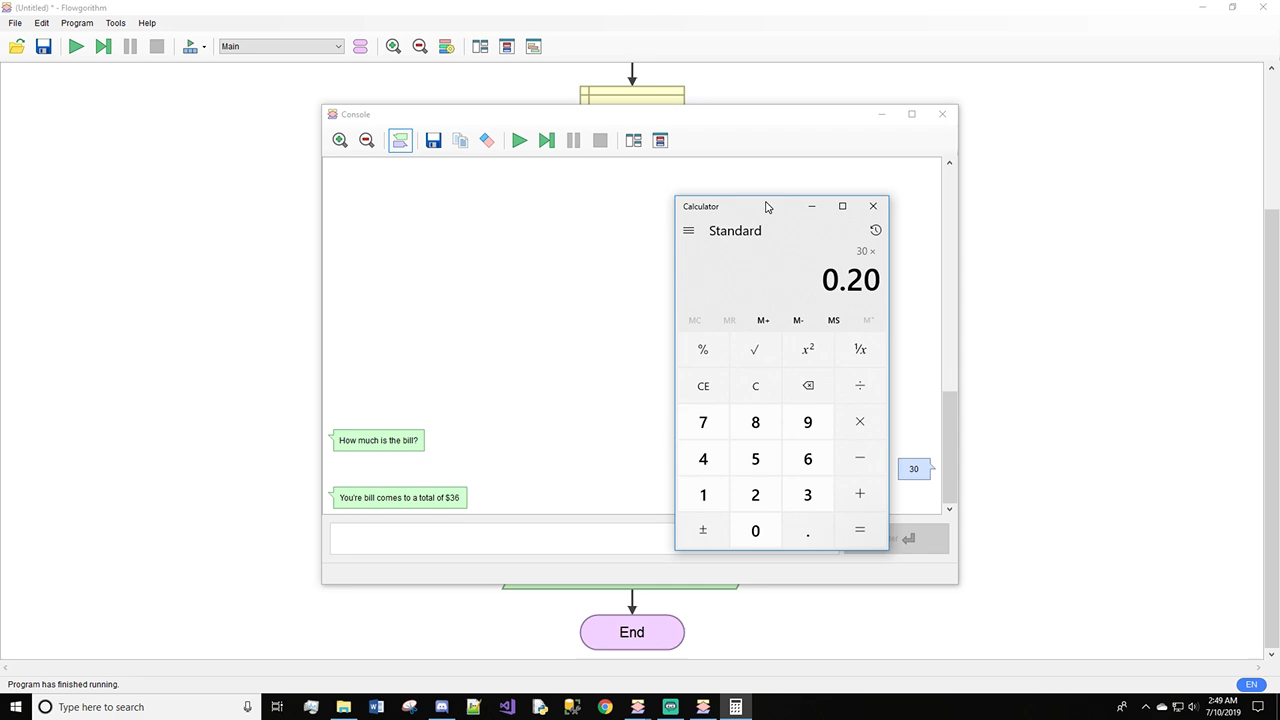 (Untitled) * - Flowgorithm
File Edit Program Tools Help
Main
Console
Calculator
Standard
30 ×
0.20
MC MR M+ M- MS M˅
% √ x² ¹/x
CE C ÷
7 8 9 ×
4 5 6 −
1 2 3 +
± 0 . =
How much is the bill?
30
You're bill comes to a total of $36
End
Program has finished running.
EN
Type here to search
2:49 AM
7/10/2019